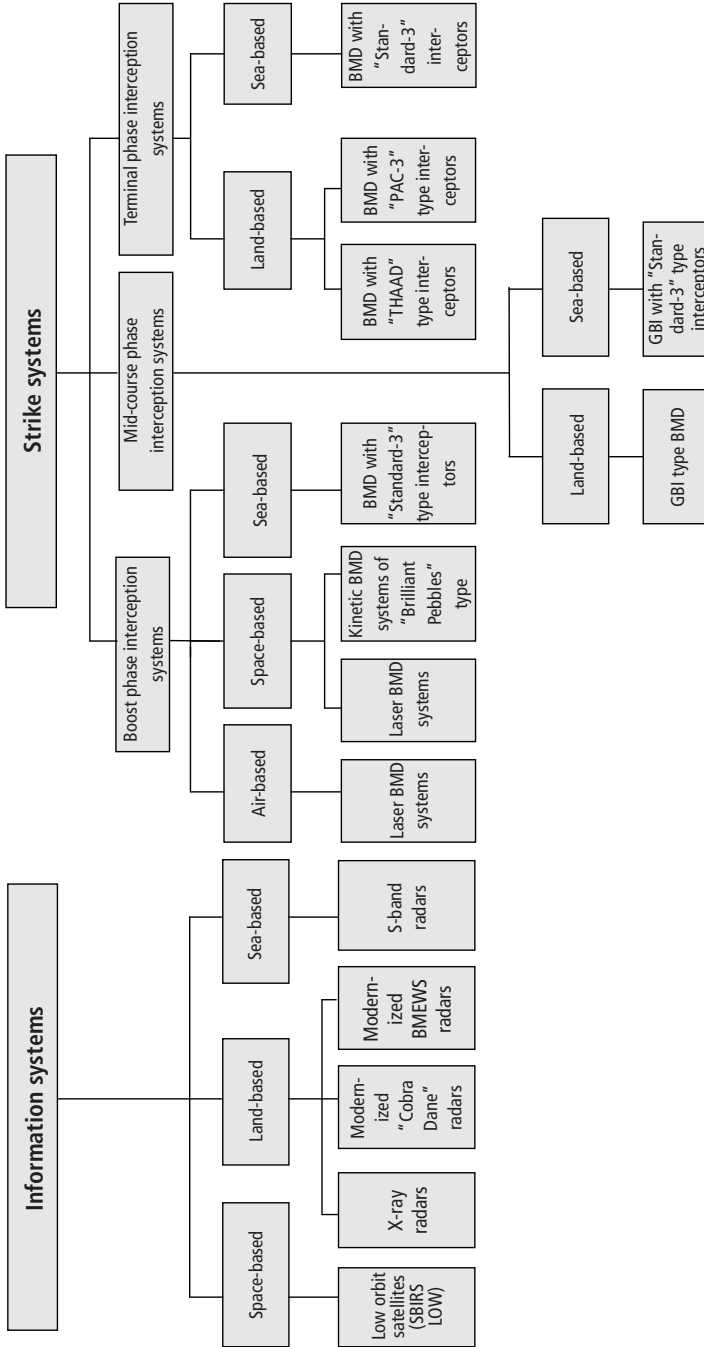 Information systems
Space-based
Land-based
Sea-based
Low orbit
satellites
(SBIRS
LOW)
X-ray
radars
Modern-
ized
"Cobra
Dane"
radars
Modern-
ized
BMEWS
radars
S-band
radars
Strike systems
Boost phase interception
systems
Mid-course phase
interception systems
Terminal phase interception
systems
Air-based
Space-based
Sea-based
Land-based
Sea-based
Laser BMD
systems
Laser BMD
systems
Kinetic BMD
systems of
"Brilliant
Pebbles"
type
BMD with
"Standard-3"
type intercep-
tors
BMD with
"THAAD"
type inter-
ceptors
BMD with
"PAC-3"
type inter-
ceptors
BMD with
"Stan-
dard-3"
inter-
ceptors
Land-based
Sea-based
GBI type BMD
GBI with "Stan-
dard-3" type
interceptors